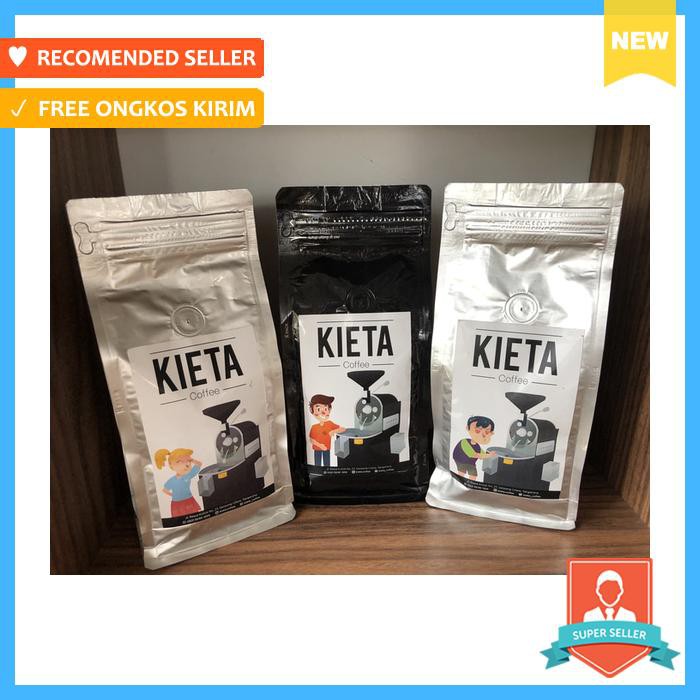 RECOMENDED SELLER
FREE ONGKOS KIRIM
NEW
KIETA
Coffee
KIETA
Coffee
KIETA
Coffee
SUPER SELLER